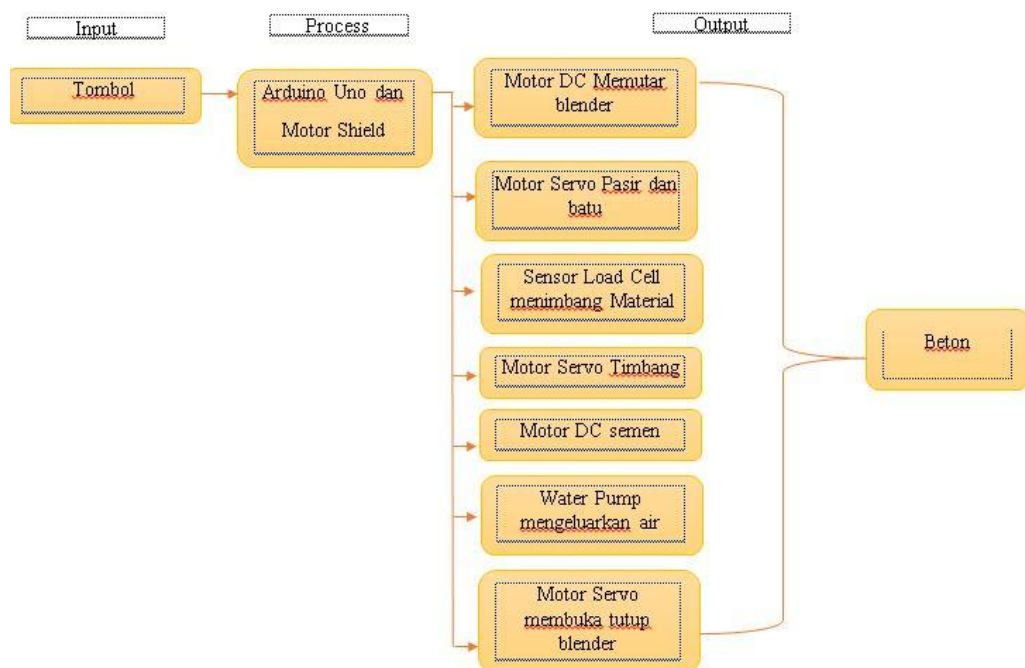 Input
Process
Output
Tombol
Arduino Uno dan
Motor Shield
Motor DC Memutar
blender
Motor Servo Pasir dan
batu
Sensor Load Cell
menimbang Material
Motor Servo Timbang
Motor DC semen
Water Pump
mengeluarkan air
Motor Servo
membuka tutup
blender
Beton